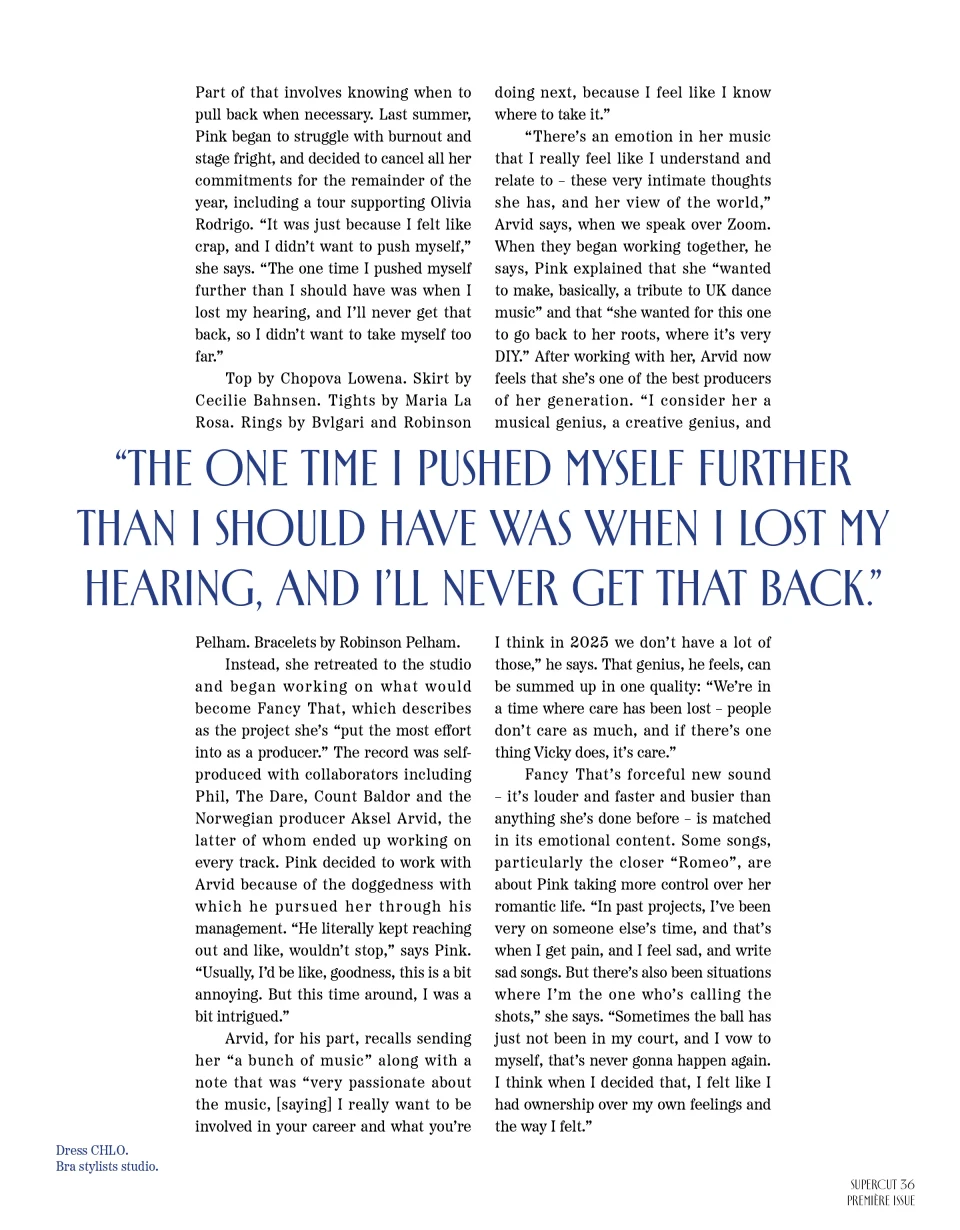 Part of that involves knowing when to
pull back when necessary. Last summer,
Pink began to struggle with burnout and
stage fright, and decided to cancel all her
commitments for the remainder of the
year, including a tour supporting Olivia
Rodrigo. “It was just because I felt like
crap, and I didn’t want to push myself,”
she says. “The one time I pushed myself
further than I should have was when I
lost my hearing, and I’ll never get that
back, so I didn’t want to take myself too
far.”
Top by Chopova Lowena. Skirt by
Cecilie Bahnsen. Tights by Maria La
Rosa. Rings by Bvlgari and Robinson
“THE ONE TIME I PUSHED MYSELF FURTHER
THAN I SHOULD HAVE WAS WHEN I LOST MY
HEARING, AND I’LL NEVER GET THAT BACK.”
Pelham. Bracelets by Robinson Pelham.
Instead, she retreated to the studio
and began working on what would
become Fancy That, which describes
as the project she’s “put the most effort
into as a producer.” The record was self-
produced with collaborators including
Phil, The Dare, Count Baldor and the
Norwegian producer Aksel Arvid, the
latter of whom ended up working on
every track. Pink decided to work with
Arvid because of the doggedness with
which he pursued her through his
management. “He literally kept reaching
out and like, wouldn’t stop,” says Pink.
“Usually, I’d be like, goodness, this is a bit
annoying. But this time around, I was a
bit intrigued.”
Arvid, for his part, recalls sending
her “a bunch of music” along with a
note that was “very passionate about
the music, [saying] I really want to be
involved in your career and what you’re
doing next, because I feel like I know
where to take it.”
“There’s an emotion in her music
that I really feel like I understand and
relate to – these very intimate thoughts
she has, and her view of the world,”
Arvid says, when we speak over Zoom.
When they began working together, he
says, Pink explained that she “wanted
to make, basically, a tribute to UK dance
music” and that “she wanted for this one
to go back to her roots, where it’s very
DIY.” After working with her, Arvid now
feels that she’s one of the best producers
of her generation. “I consider her a
musical genius, a creative genius, and
I think in 2025 we don’t have a lot of
those,” he says. That genius, he feels, can
be summed up in one quality: “We’re in
a time where care has been lost – people
don’t care as much, and if there’s one
thing Vicky does, it’s care.”
Fancy That’s forceful new sound
– it’s louder and faster and busier than
anything she’s done before – is matched
in its emotional content. Some songs,
particularly the closer “Romeo”, are
about Pink taking more control over her
romantic life. “In past projects, I’ve been
very on someone else’s time, and that’s
when I get pain, and I feel sad, and write
sad songs. But there’s also been situations
where I’m the one who’s calling the
shots,” she says. “Sometimes the ball has
just not been in my court, and I vow to
myself, that’s never gonna happen again.
I think when I decided that, I felt like I
had ownership over my own feelings and
the way I felt.”
Dress CHLO.
Bra stylists studio.
SUPERCUT 36
PREMIÈRE ISSUE